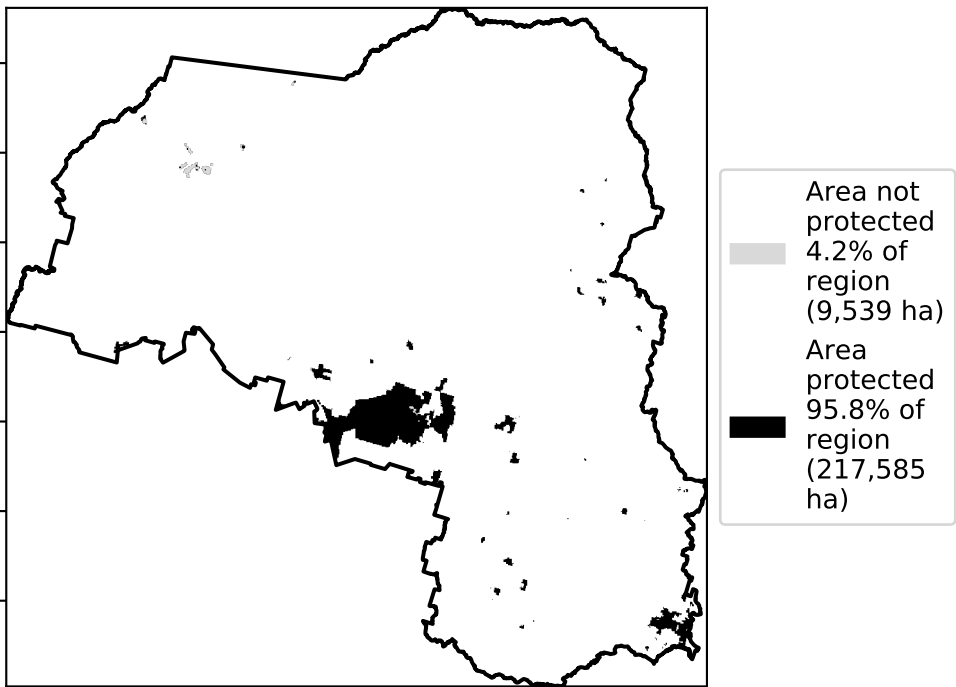 Area not
protected
4.2% of
region
(9,539 ha)
Area
protected
95.8% of
region
(217,585
ha)